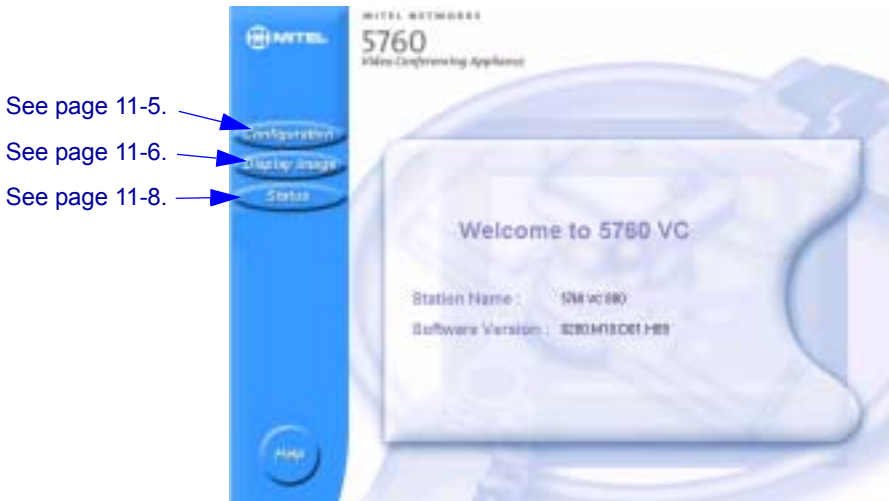 MITEL NETWORKS
MITEL
5760
Video Conferencing Appliance
See page 11-5.
Configuration
See page 11-6.
Display Image
See page 11-8.
Status
Welcome to 5760 VC
Station Name :
Software Version :
Help